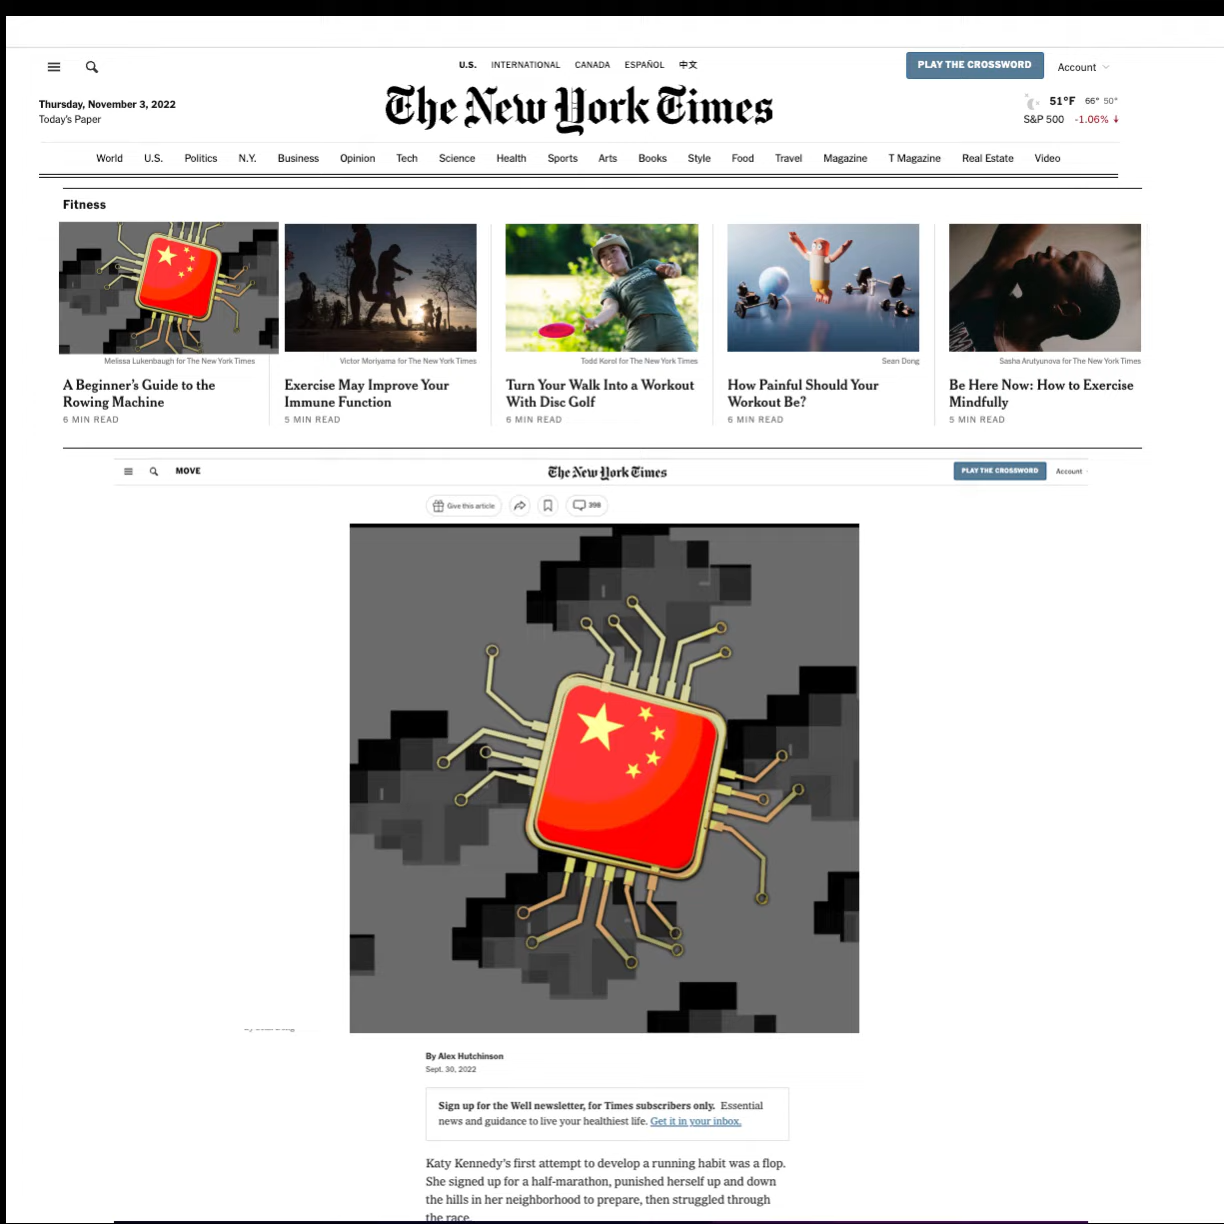 U.S. INTERNATIONAL CANADA ESPAÑOL 中文
PLAY THE CROSSWORD Account
Thursday, November 3, 2022
Today's Paper
The New York Times
51°F 66° 50°
S&P 500 -1.06% ↓
World U.S. Politics N.Y. Business Opinion Tech Science Health Sports Arts Books Style Food Travel Magazine T Magazine Real Estate Video
Fitness
Melissa Lukenbaugh for The New York Times
A Beginner's Guide to the
Rowing Machine
6 MIN READ
Victor Moriyama for The New York Times
Exercise May Improve Your
Immune Function
5 MIN READ
Todd Korol for The New York Times
Turn Your Walk Into a Workout
With Disc Golf
6 MIN READ
Sean Dong
How Painful Should Your
Workout Be?
6 MIN READ
Sasha Arutyunova for The New York Times
Be Here Now: How to Exercise
Mindfully
5 MIN READ
MOVE
The New York Times
PLAY THE CROSSWORD Account
Give this article 398
By Alex Hutchinson
Sept. 30, 2022
Sign up for the Well newsletter, for Times subscribers only. Essential
news and guidance to live your healthiest life. Get it in your inbox.
Katy Kennedy's first attempt to develop a running habit was a flop.
She signed up for a half-marathon, punished herself up and down
the hills in her neighborhood to prepare, then struggled through
the race.